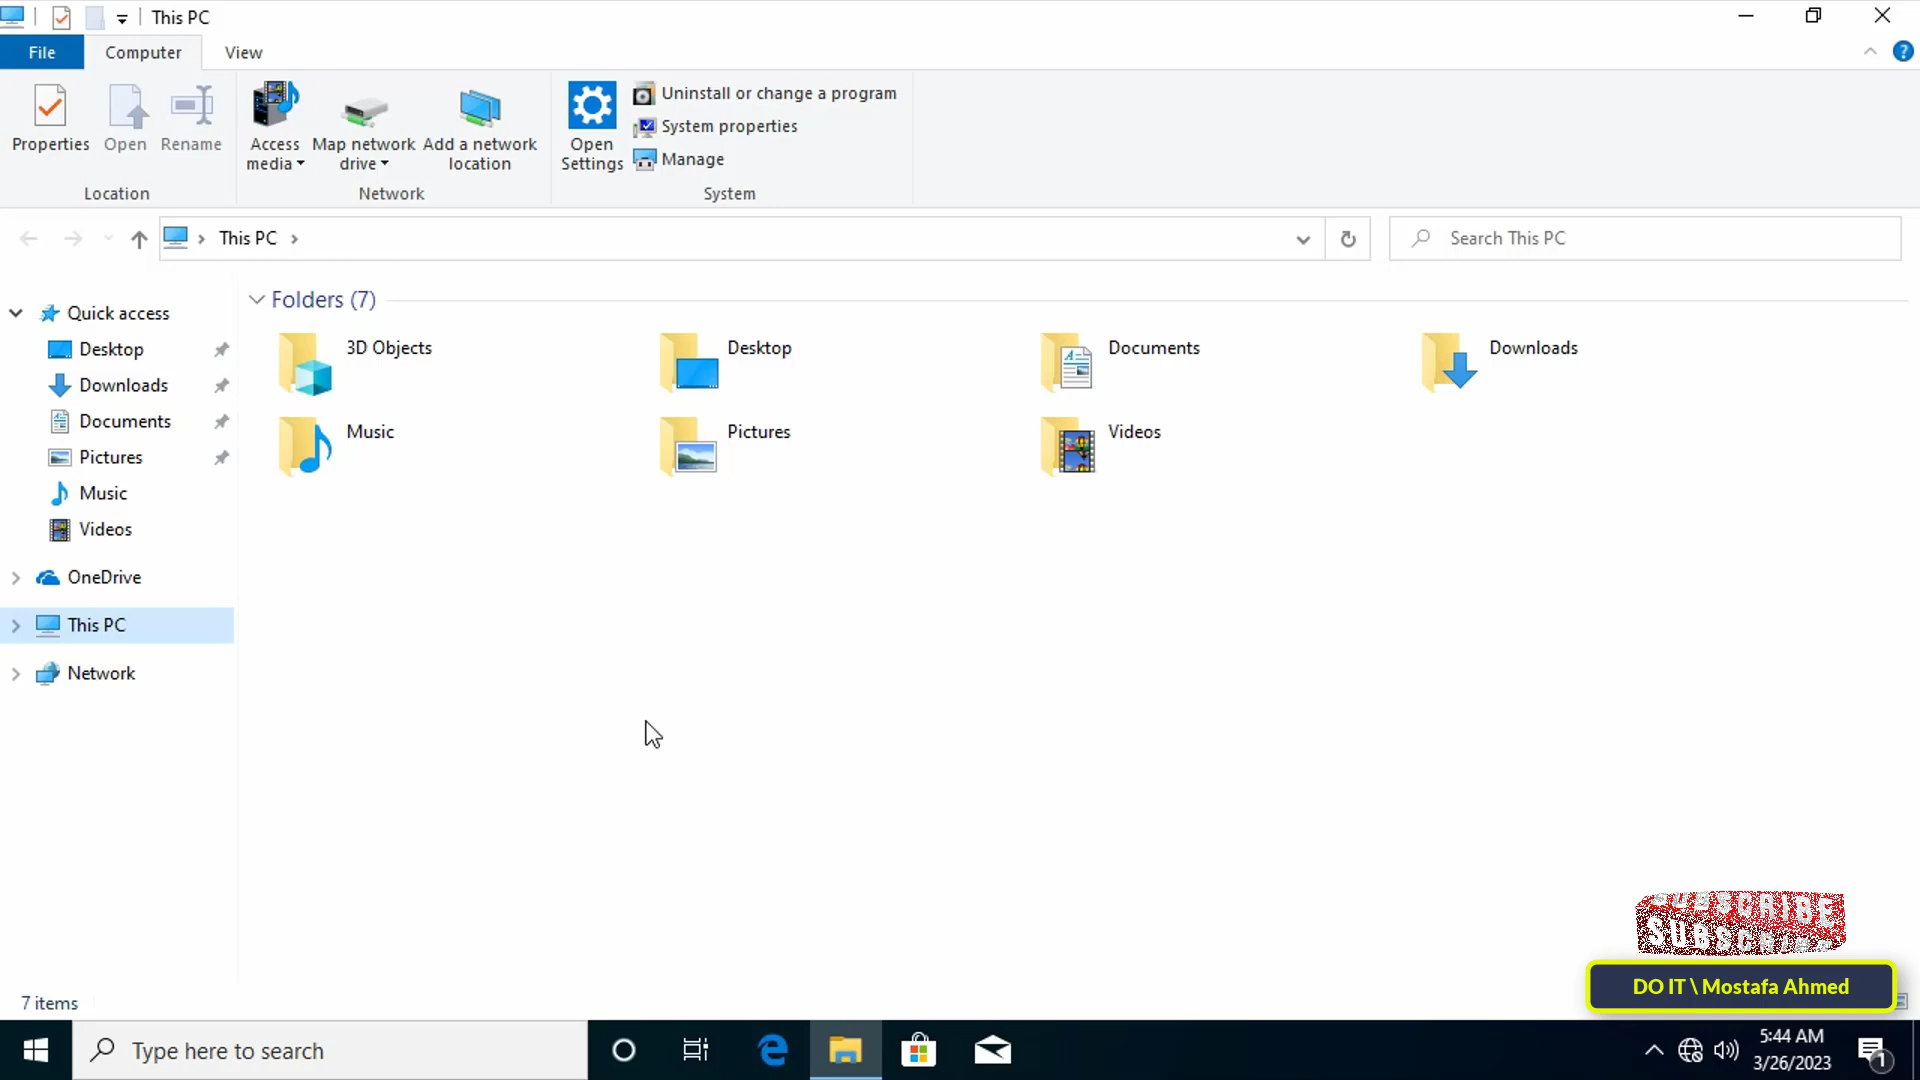 This PC
File
Computer
View
Properties
Open
Rename
Location
Access media
Map network drive
Add a network location
Network
Open Settings
Uninstall or change a program
System properties
Manage
System
This PC
Search This PC
Quick access
Desktop
Downloads
Documents
Pictures
Music
Videos
OneDrive
This PC
Network
Folders (7)
3D Objects
Desktop
Documents
Downloads
Music
Pictures
Videos
SUBSCRIBE
SUBSCRIBE
DO IT \ Mostafa Ahmed
7 items
Type here to search
5:44 AM
3/26/2023
1